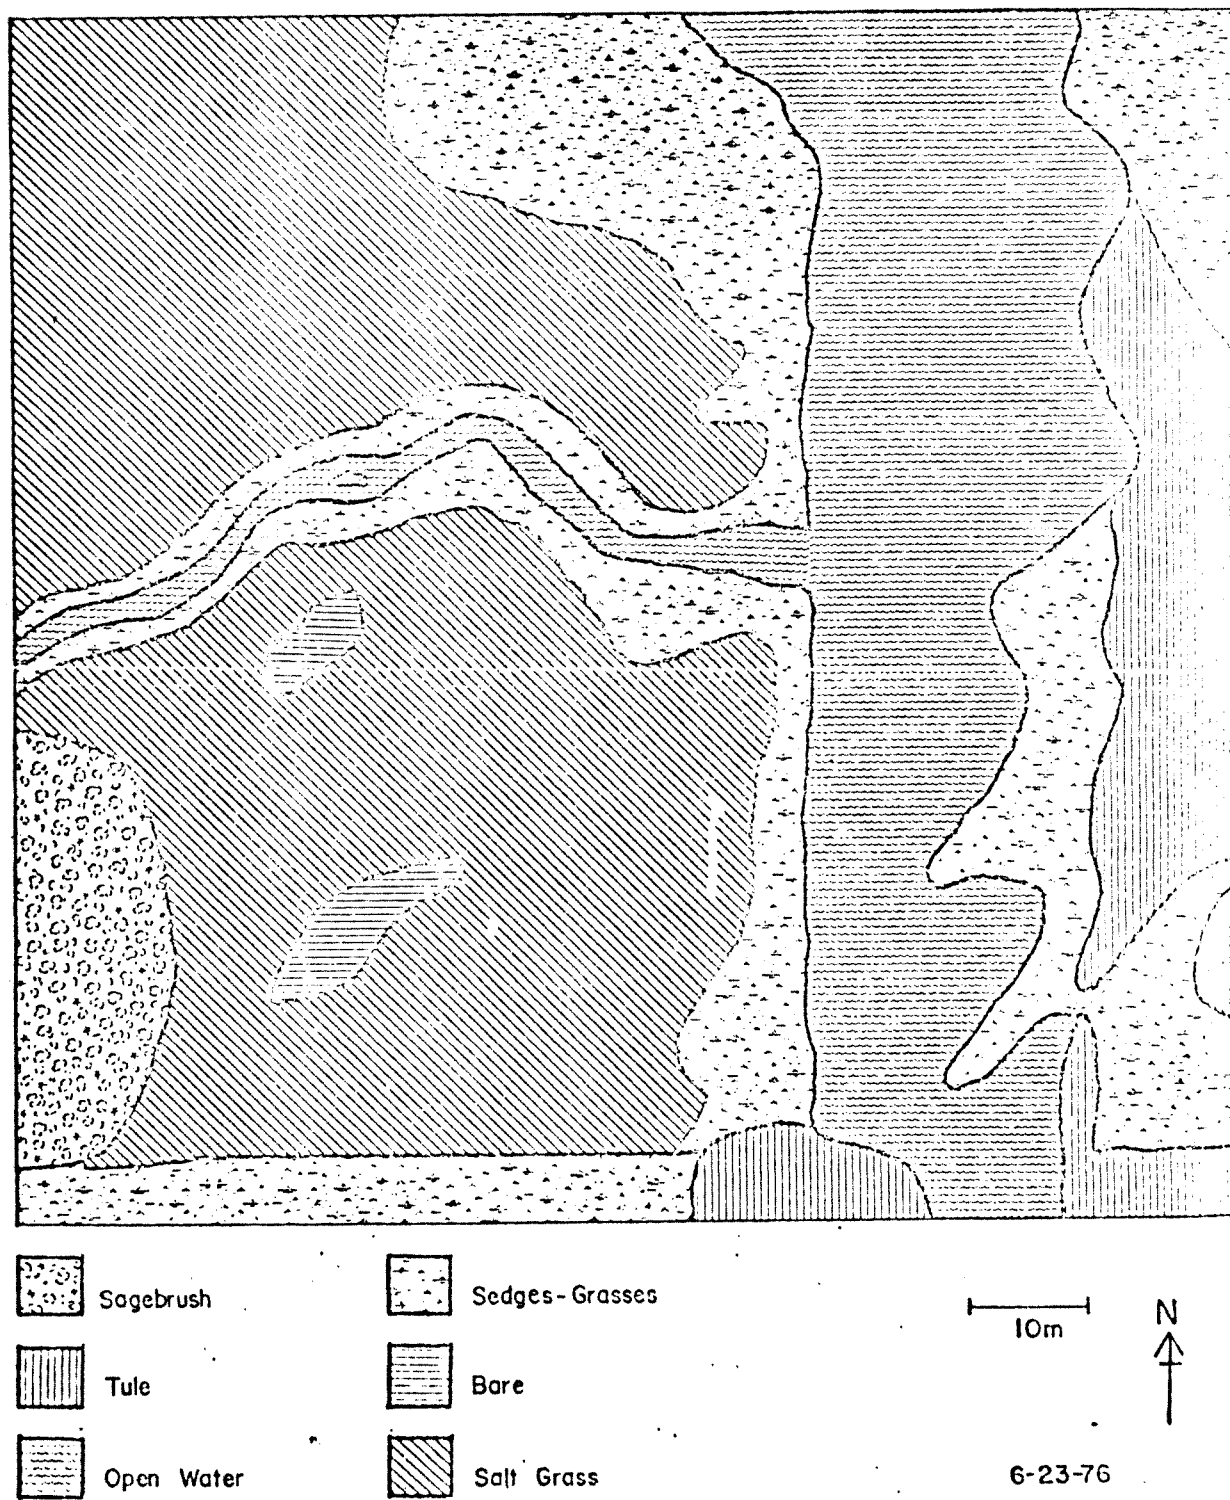 Sagebrush
Sedges-Grasses
10m
N
Tule
Bare
Open Water
Salt Grass
6-23-76